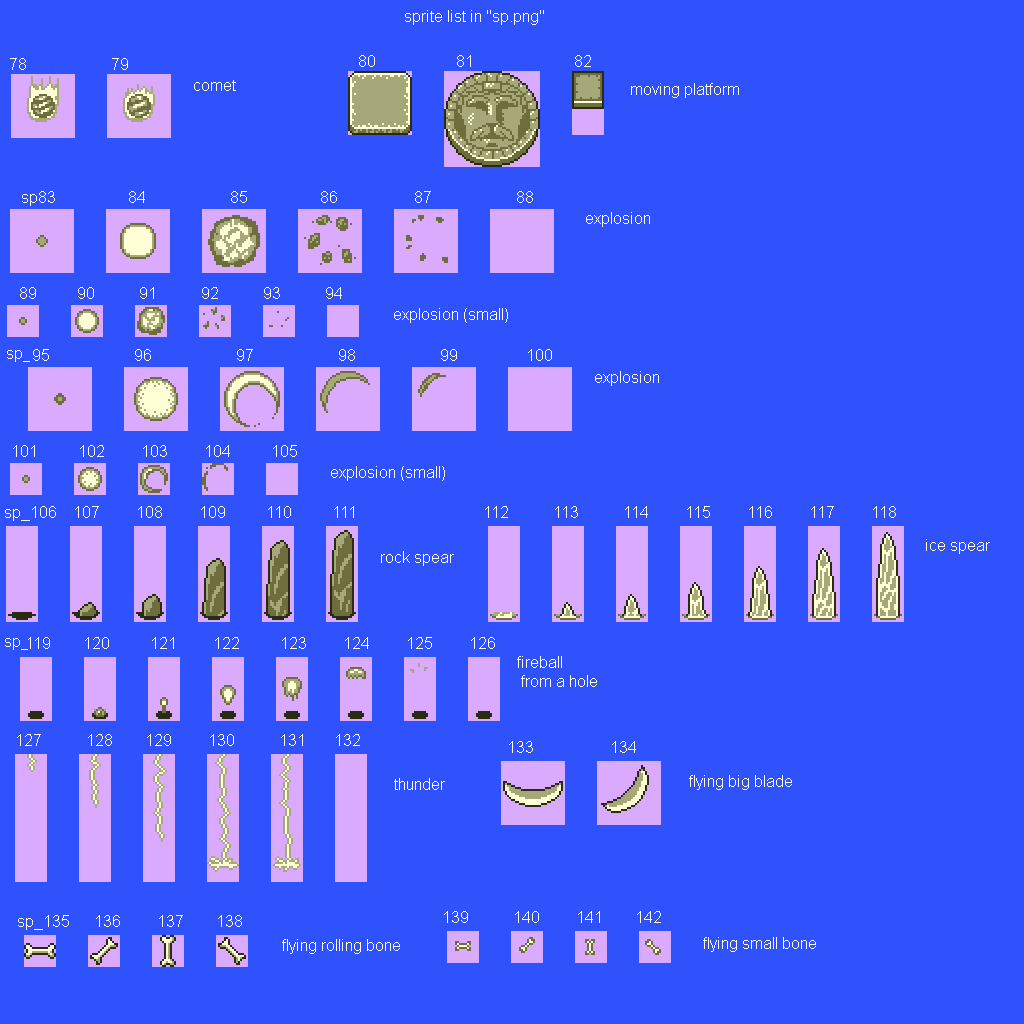 sprite list in "sp.png"
78 79 comet 80 81 82 moving platform
sp83 84 85 86 87 88 explosion
89 90 91 92 93 94 explosion (small)
sp_95 96 97 98 99 100 explosion
101 102 103 104 105 explosion (small)
sp_106 107 108 109 110 111 rock spear 112 113 114 115 116 117 118 ice spear
sp_119 120 121 122 123 124 125 126 fireball
from a hole
127 128 129 130 131 132 thunder 133 134 flying big blade
sp_135 136 137 138 flying rolling bone 139 140 141 142 flying small bone